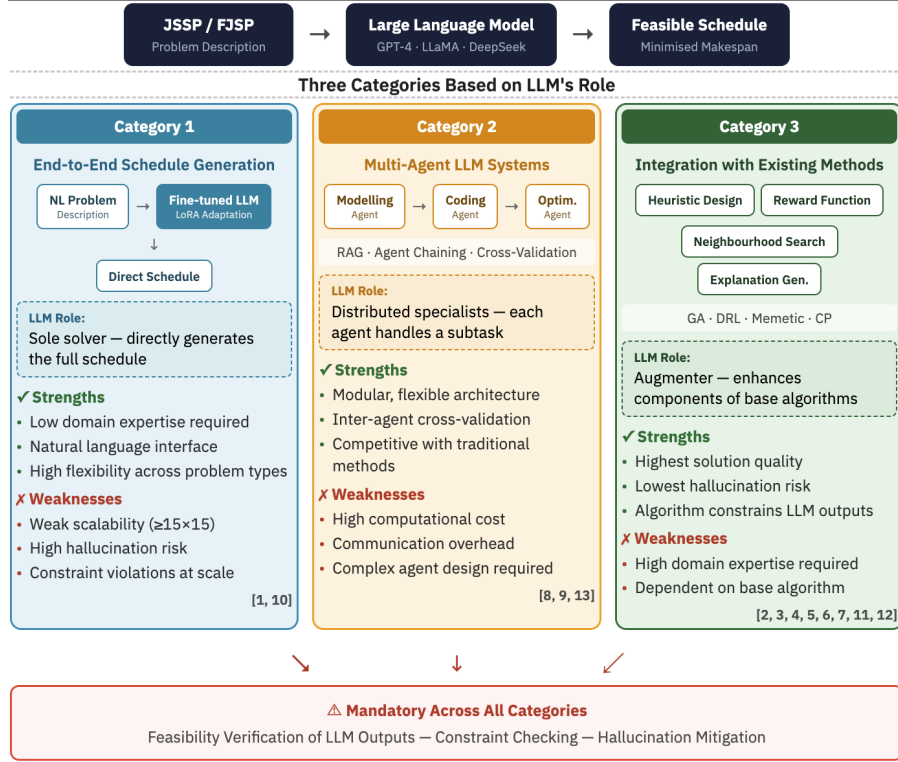 JSSP / FJSP
Problem Description
→
Large Language Model
GPT-4 · LLaMA · DeepSeek
→
Feasible Schedule
Minimised Makespan
Three Categories Based on LLM's Role
Category 1
End-to-End Schedule Generation
NL Problem
Description
→
Fine-tuned LLM
LoRA Adaptation
↓
Direct Schedule
LLM Role:
Sole solver — directly generates
the full schedule
✓ Strengths
• Low domain expertise required
• Natural language interface
• High flexibility across problem types
✗ Weaknesses
• Weak scalability (≥15×15)
• High hallucination risk
• Constraint violations at scale
[1, 10]
Category 2
Multi-Agent LLM Systems
Modelling
Agent
→
Coding
Agent
→
Optim.
Agent
RAG · Agent Chaining · Cross-Validation
LLM Role:
Distributed specialists — each
agent handles a subtask
✓ Strengths
• Modular, flexible architecture
• Inter-agent cross-validation
• Competitive with traditional
methods
✗ Weaknesses
• High computational cost
• Communication overhead
• Complex agent design required
[8, 9, 13]
Category 3
Integration with Existing Methods
Heuristic Design
Reward Function
Neighbourhood Search
Explanation Gen.
GA · DRL · Memetic · CP
LLM Role:
Augmenter — enhances
components of base algorithms
✓ Strengths
• Highest solution quality
• Lowest hallucination risk
• Algorithm constrains LLM outputs
✗ Weaknesses
• High domain expertise required
• Dependent on base algorithm
[2, 3, 4, 5, 6, 7, 11, 12]
↘ ↓ ↙
⚠ Mandatory Across All Categories
Feasibility Verification of LLM Outputs — Constraint Checking — Hallucination Mitigation